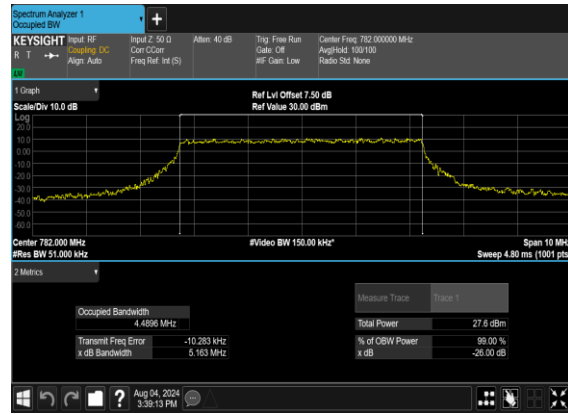 Spectrum Analyzer 1
Occupied BW
+
KEYSIGHT
R T
LW
Input: RF
Coupling: DC
Align: Auto
Input Z: 50 Ω
Corr CCorr
Freq Ref: Int (S)
Atten: 40 dB
Trig: Free Run
Gate: Off
#IF Gain: Low
Center Freq: 782.000000 MHz
Avg|Hold: 100/100
Radio Std: None
1 Graph
Scale/Div 10.0 dB
Ref Lvl Offset 7.50 dB
Ref Value 30.00 dBm
Log
20.0
10.0
0.00
-10.0
-20.0
-30.0
-40.0
-50.0
-60.0
Center 782.000 MHz
#Res BW 51.000 kHz
#Video BW 150.00 kHz*
Span 10 MHz
Sweep 4.80 ms (1001 pts)
2 Metrics
Measure Trace
Trace 1
Occupied Bandwidth
4.4896 MHz
Total Power
27.6 dBm
Transmit Freq Error
-10.283 kHz
% of OBW Power
99.00 %
x dB Bandwidth
5.163 MHz
x dB
-26.00 dB
?
Aug 04, 2024
3:39:13 PM